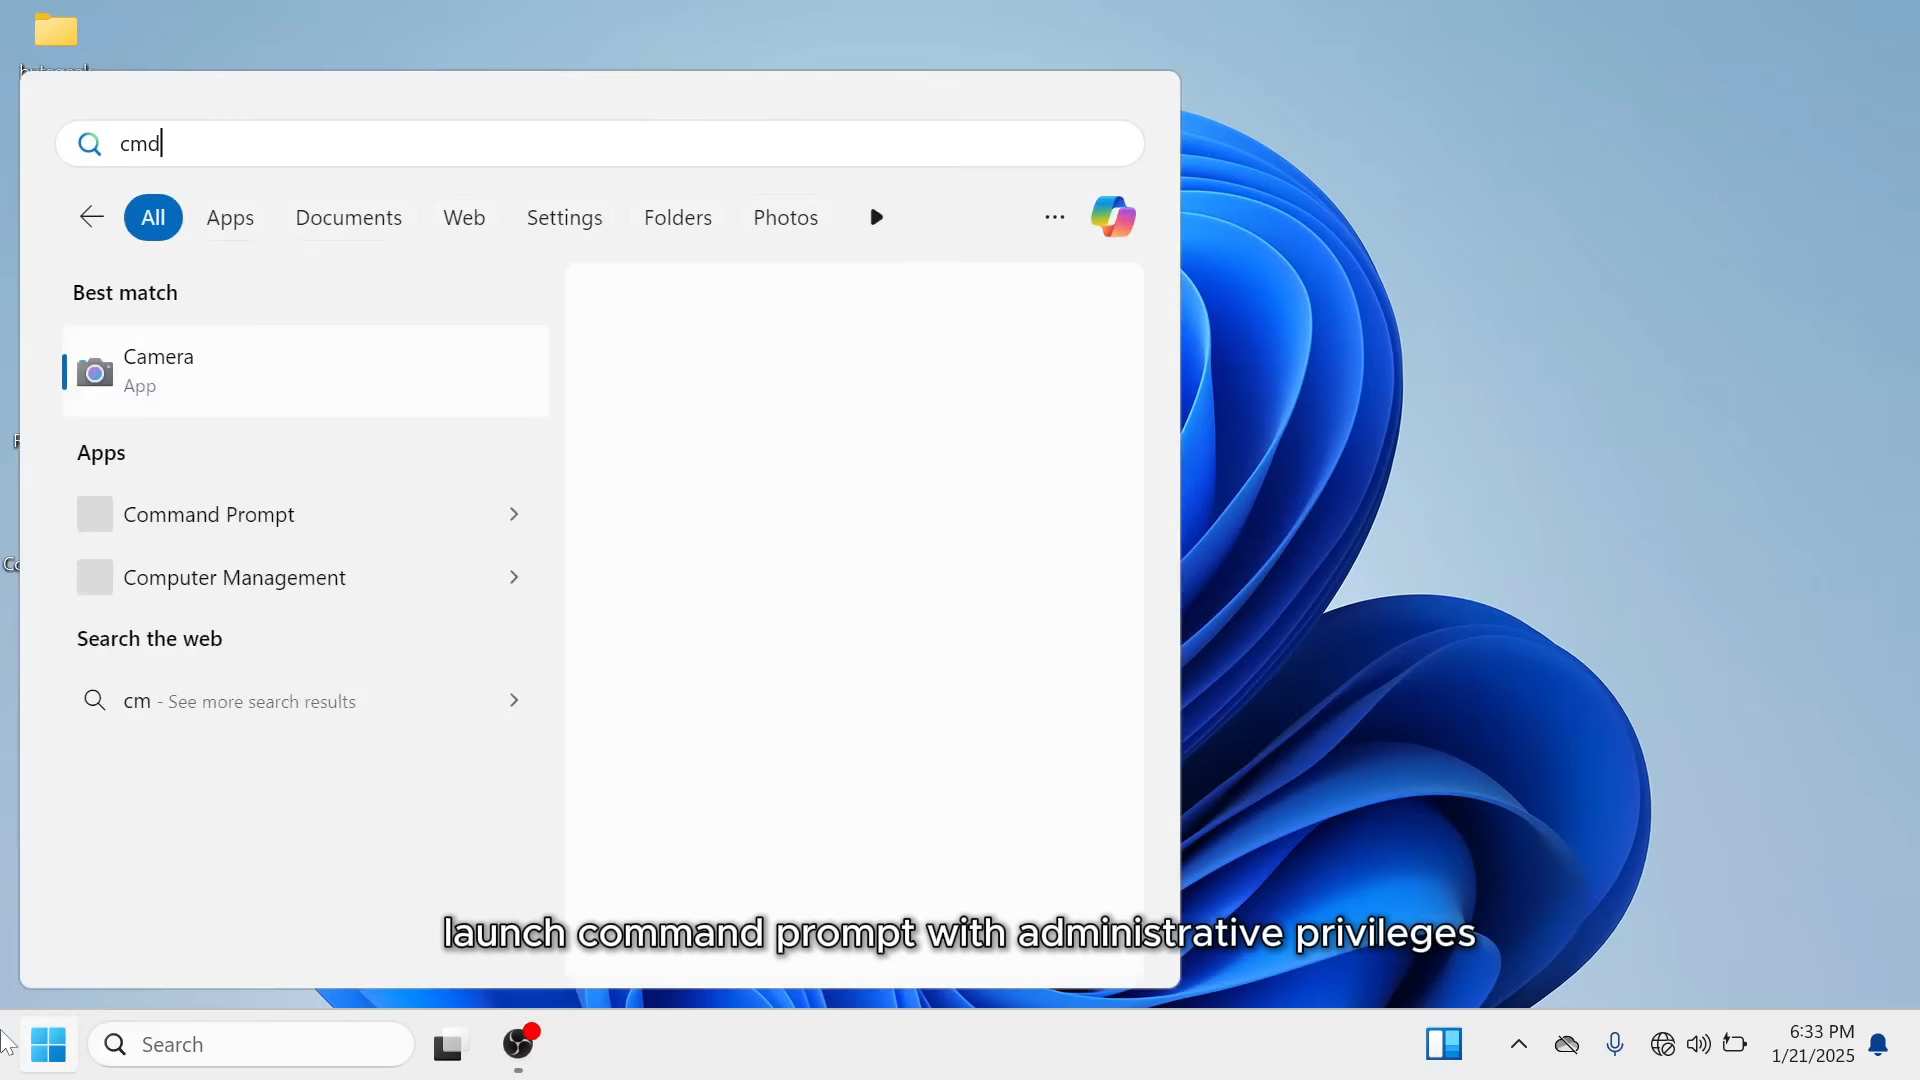 cmd
All Apps Documents Web Settings Folders Photos
Best match
Camera
App
Apps
Command Prompt
Computer Management
Search the web
cm - See more search results
launch command prompt with administrative privileges
Search
6:33 PM
1/21/2025